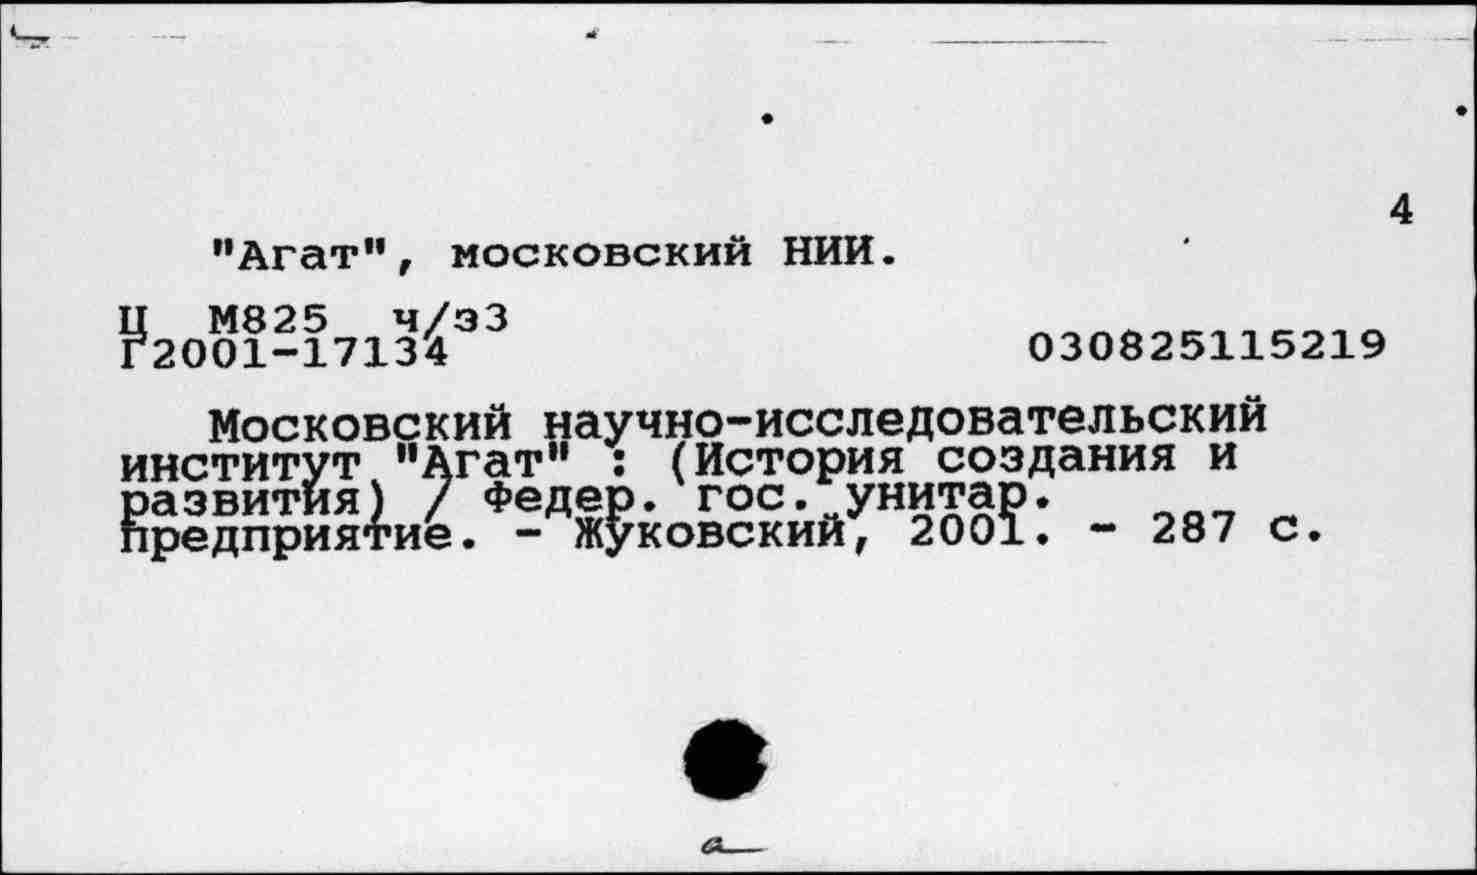 4
"Агат", московский НИИ.
Ц М825 ч/з3
Г2001-17134
030825115219
Московский научно-исследовательский
институт "Агат" : (История создания и
развития) / Федер. гос. унитар.
предприятие. - Жуковский, 2001. - 287 с.